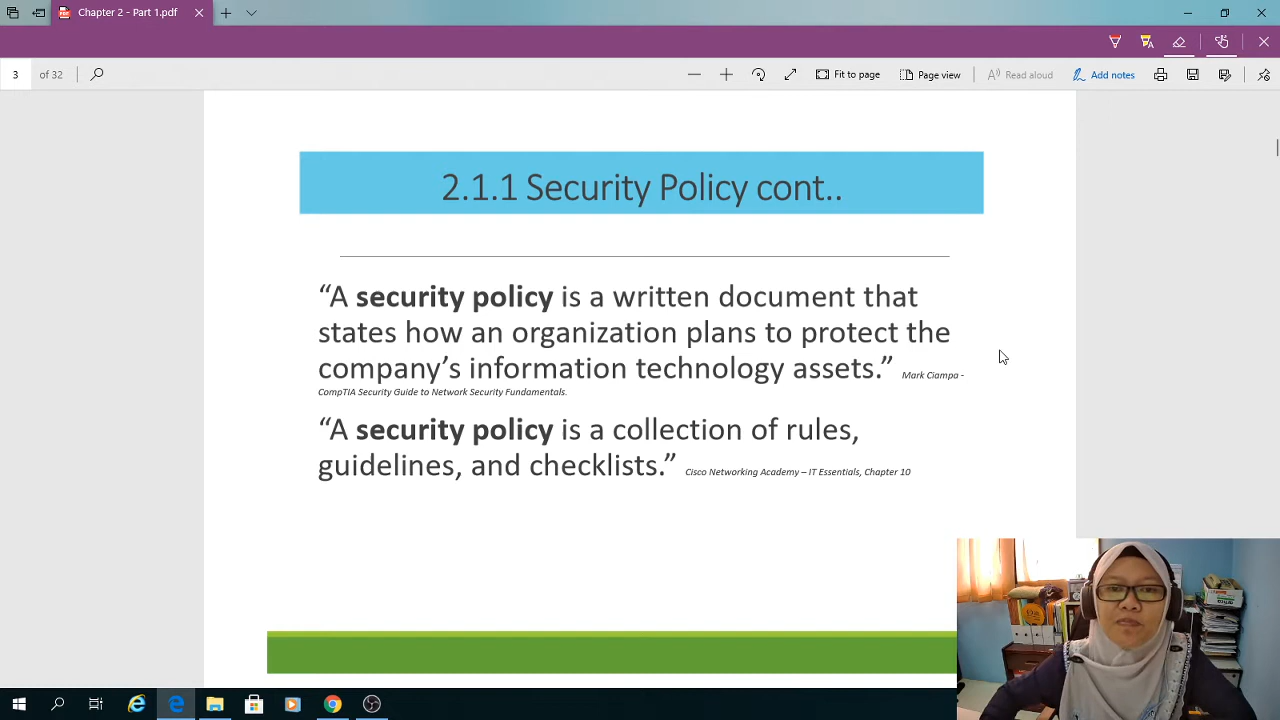 Chapter 2 - Part 1.pdf
3 of 32
Fit to page
Page view
Read aloud
Add notes
2.1.1 Security Policy cont..
“A security policy is a written document that
states how an organization plans to protect the
company’s information technology assets.” Mark Ciampa -
CompTIA Security Guide to Network Security Fundamentals.
“A security policy is a collection of rules,
guidelines, and checklists.” Cisco Networking Academy – IT Essentials, Chapter 10